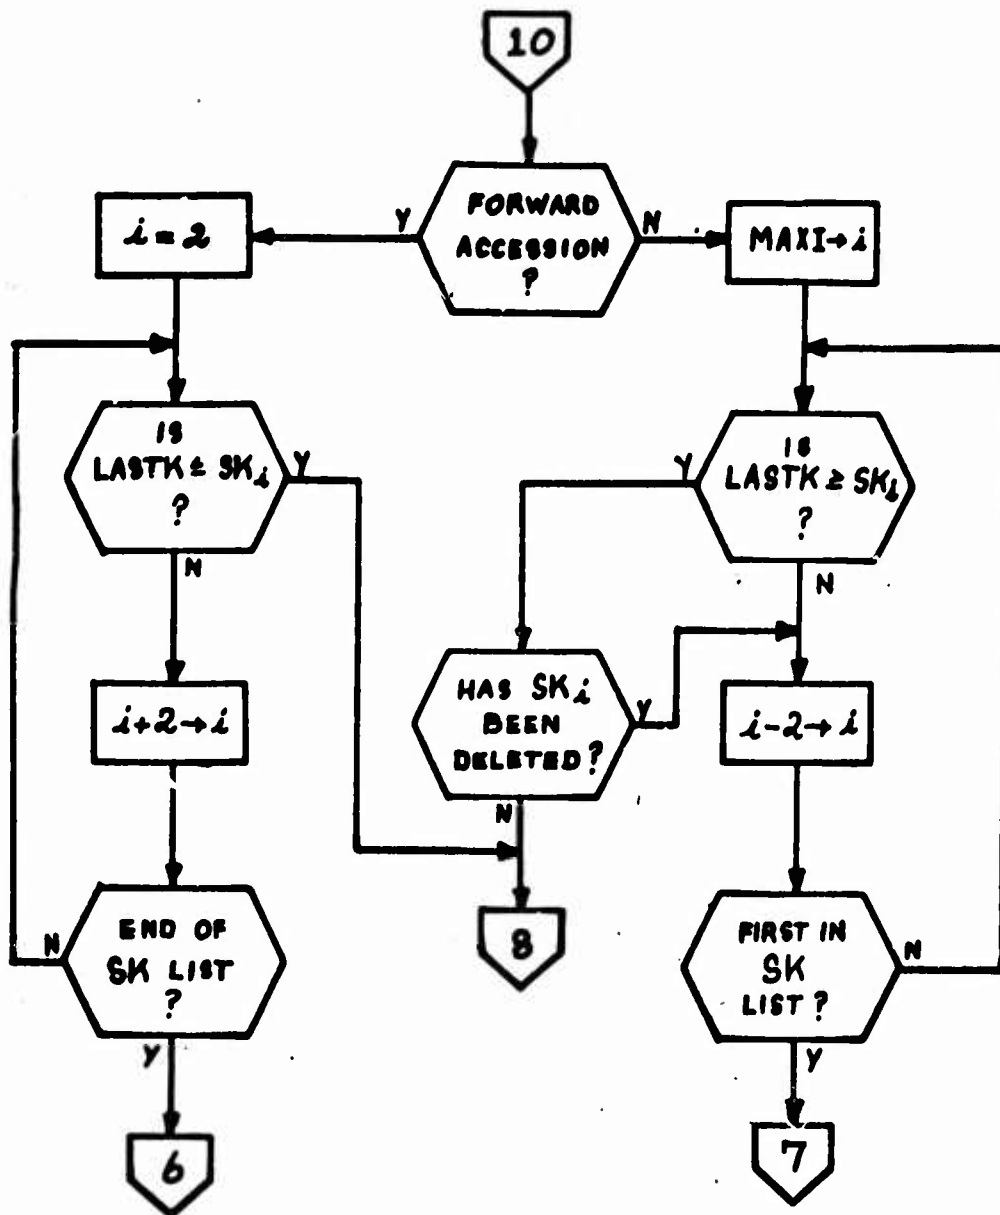 10
FORWARD
ACCESSION
?
Y
N
i = 2
MAXI→i
IS
LASTK ≤ SKi
?
Y
N
IS
LASTK ≥ SKi
?
Y
N
i+2→i
HAS SKi
BEEN
DELETED?
Y
N
i-2→i
END OF
SK LIST
?
N
Y
8
FIRST IN
SK
LIST?
N
Y
6
7